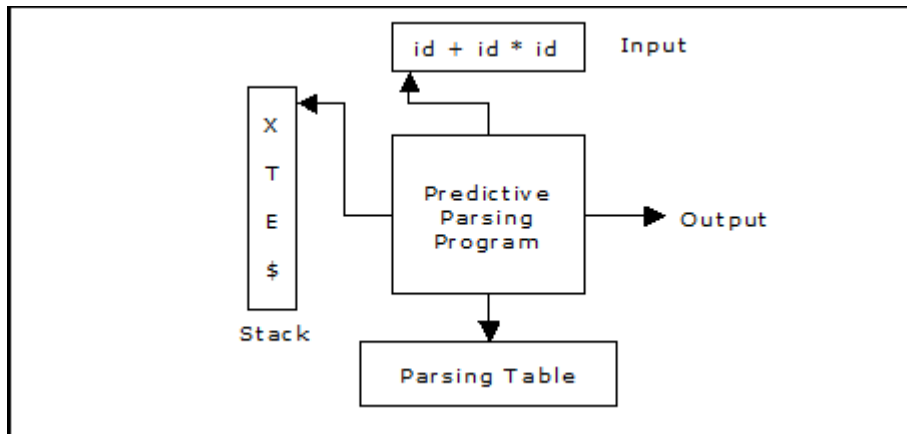 id + id * id
Input
X
T
E
$
Stack
Predictive
Parsing
Program
Output
Parsing Table